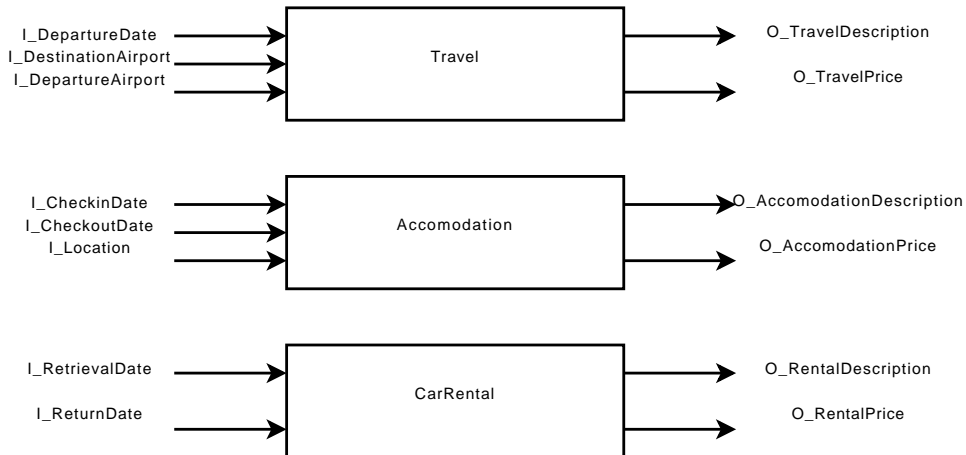 I_DepartureDate
I_DestinationAirport
I_DepartureAirport
Travel
O_TravelDescription
O_TravelPrice
I_CheckinDate
I_CheckoutDate
I_Location
Accomodation
O_AccomodationDescription
O_AccomodationPrice
I_RetrievalDate
I_ReturnDate
CarRental
O_RentalDescription
O_RentalPrice